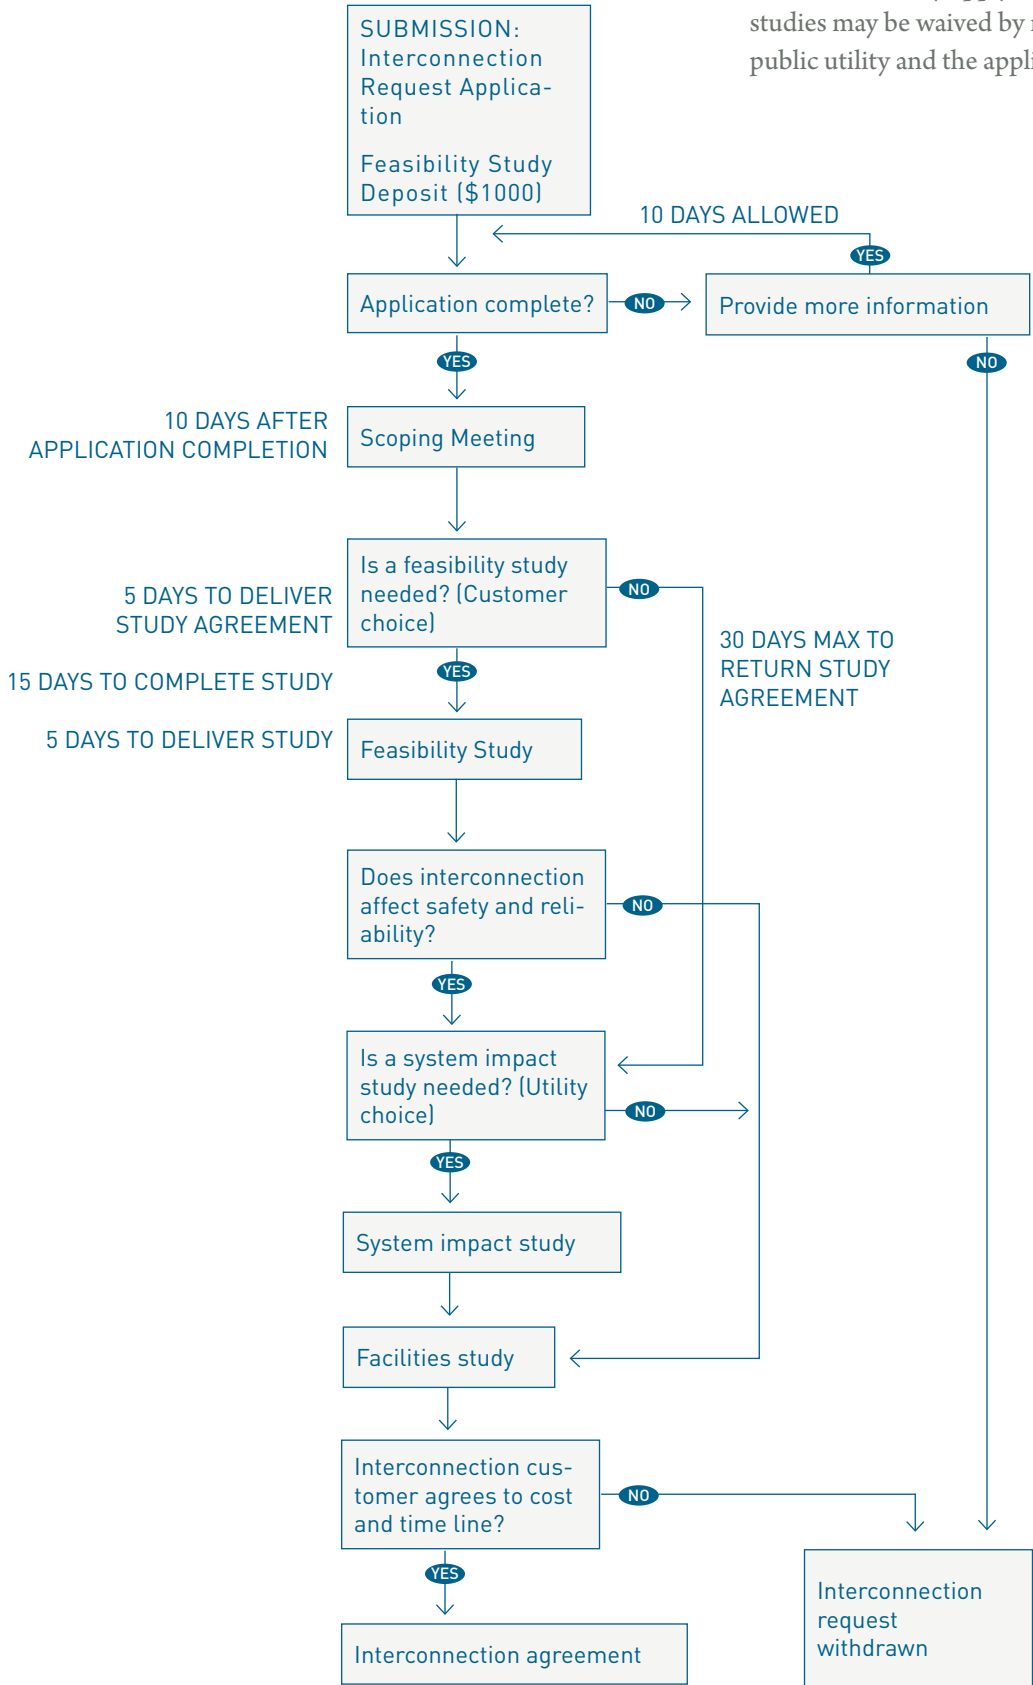 studies may be waived by
public utility and the appli
SUBMISSION:
Interconnection
Request Applica-
tion
Feasibility Study
Deposit ($1000)
10 DAYS ALLOWED
YES
Application complete?
NO
Provide more information
YES
NO
10 DAYS AFTER
APPLICATION COMPLETION
Scoping Meeting
Is a feasibility study
needed? (Customer
choice)
NO
5 DAYS TO DELIVER
STUDY AGREEMENT
30 DAYS MAX TO
RETURN STUDY
AGREEMENT
YES
15 DAYS TO COMPLETE STUDY
5 DAYS TO DELIVER STUDY
Feasibility Study
Does interconnection
affect safety and reli-
ability?
NO
YES
Is a system impact
study needed? (Utility
choice)
NO
YES
System impact study
Facilities study
Interconnection cus-
tomer agrees to cost
and time line?
NO
YES
Interconnection
request
withdrawn
Interconnection agreement